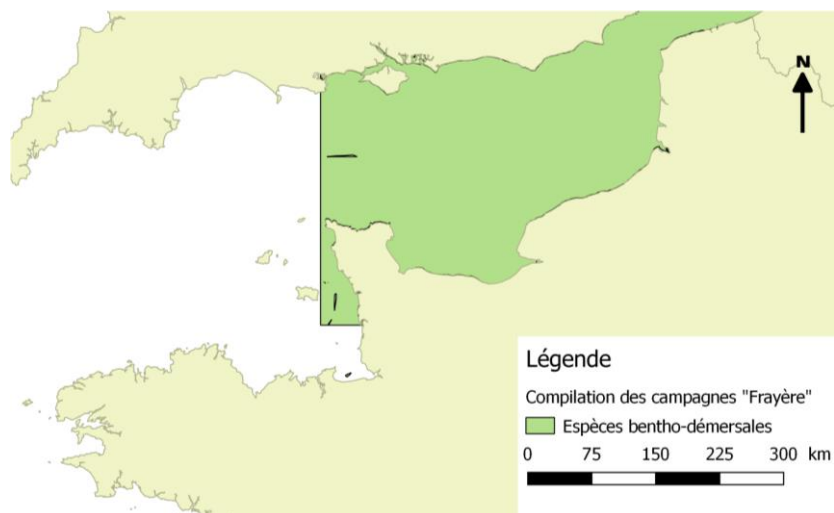 N
Légende
Compilation des campagnes "Frayère"
Espèces bentho-démersales
0 75 150 225 300 km